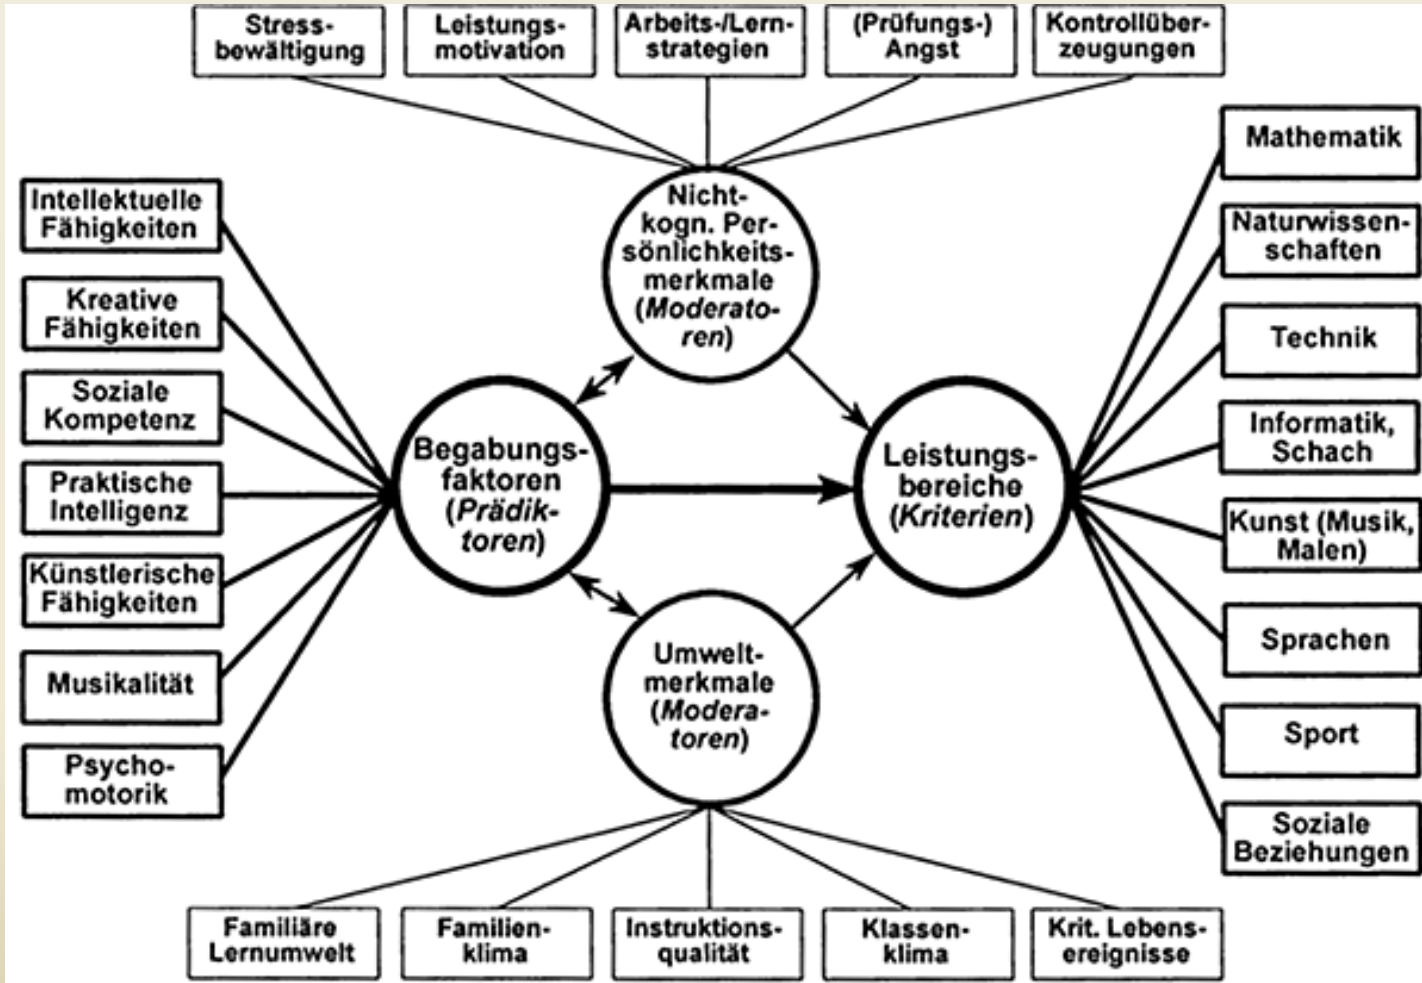 Stress-
bewältigung
Leistungs-
motivation
Arbeits-/Lern-
strategien
(Prüfungs-)
Angst
Kontrollüber-
zeugungen
Nicht-
kogn. Per-
sönlichkeits-
merkmale
(Moderato-
ren)
Intellektuelle
Fähigkeiten
Kreative
Fähigkeiten
Soziale
Kompetenz
Praktische
Intelligenz
Künstlerische
Fähigkeiten
Musikalität
Psycho-
motorik
Begabungs-
faktoren
(Prädik-
toren)
Leistungs-
bereiche
(Kriterien)
Mathematik
Naturwissen-
schaften
Technik
Informatik,
Schach
Kunst (Musik,
Malen)
Sprachen
Sport
Soziale
Beziehungen
Umwelt-
merkmale
(Modera-
toren)
Familiäre
Lernumwelt
Familien-
klima
Instruktions-
qualität
Klassen-
klima
Krit. Lebens-
ereignisse